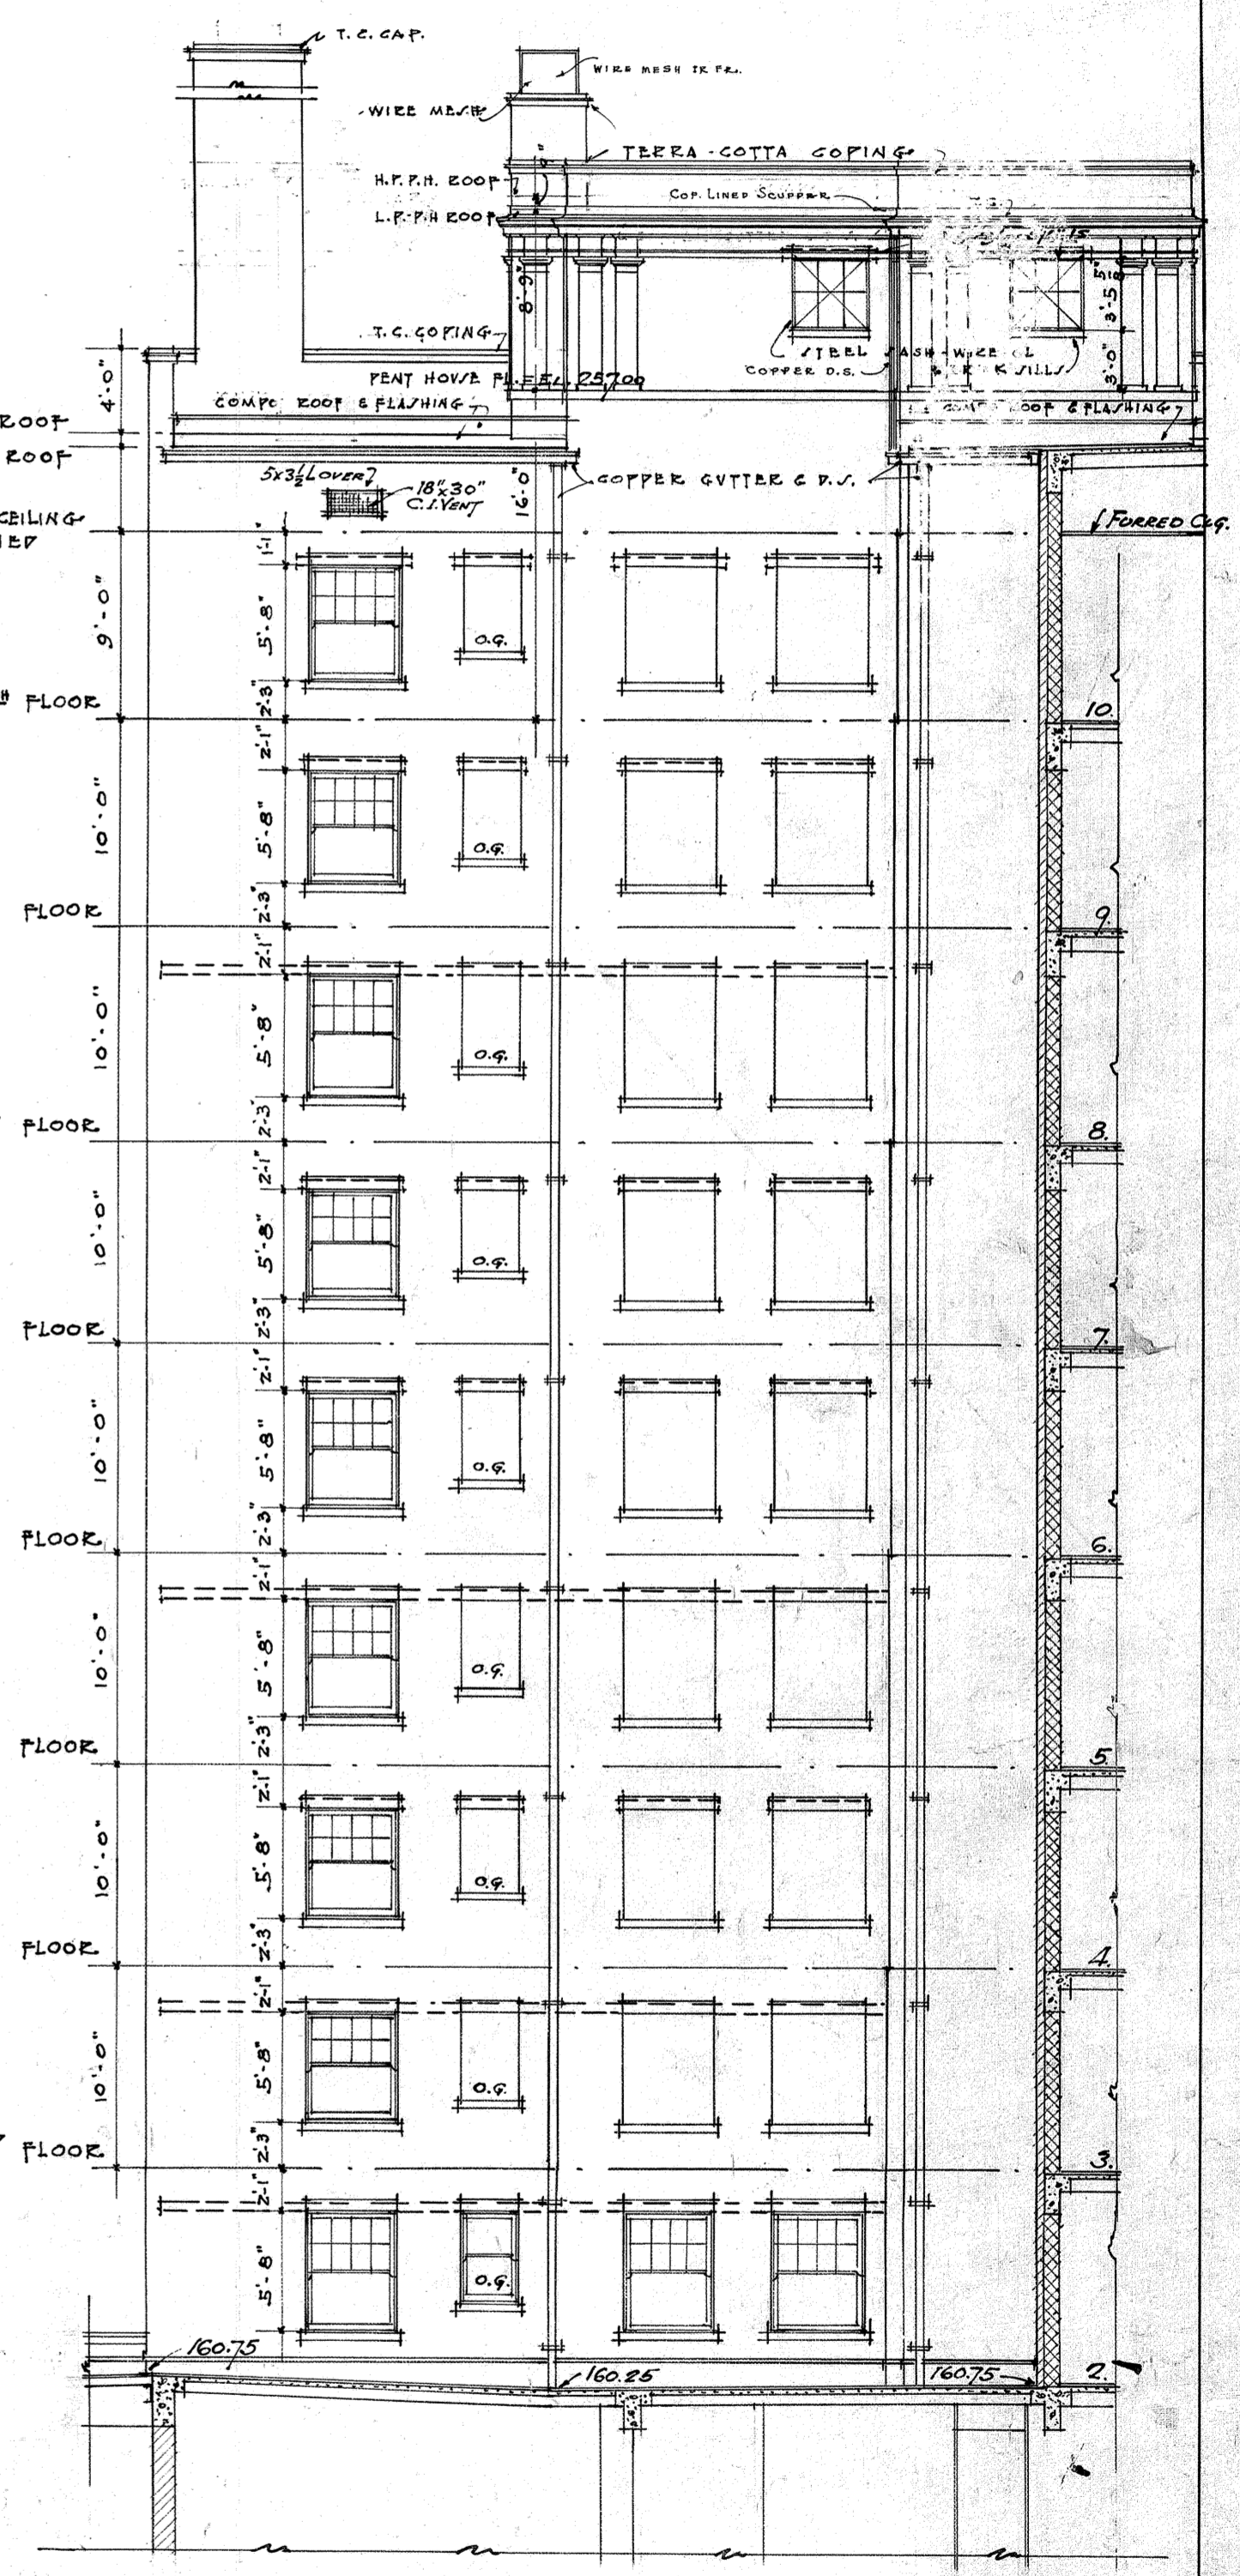 T. C. CAP.
WIRE MESH IR FR.
WIRE MESH
TERRA-COTTA COPING
9"
H.P.P.H. ROOF
COP. LINED SCUPPER
L.P.P.H ROOF
8'-9"
3'-5 5/8"
T.C. COPING
STEEL SASH-WIRE GL
COPPER D.S.
SILLS
3'-0"
4'-0"
PENT HOUSE FL. = EL. 257.00
COMPO ROOF & FLASHING
COMPO ROOF & FLASHING
ROOF
ROOF
5x3½ LOVER
18"x30"
C.I. VENT
16'-0"
COPPER GUTTER & D.S.
CEILING
FURRED CLG.
1'-1"
9'-0"
5'-8"
O.G.
2'-3"
FLOOR
10.
2'-1"
10'-0"
5'-8"
O.G.
2'-3"
FLOOR
9.
2'-1"
10'-0"
5'-8"
O.G.
2'-3"
FLOOR
8.
2'-1"
10'-0"
5'-8"
O.G.
2'-3"
FLOOR
7.
2'-1"
10'-0"
5'-8"
O.G.
2'-3"
FLOOR
6.
2'-1"
10'-0"
5'-8"
O.G.
2'-3"
FLOOR
5.
2'-1"
10'-0"
5'-8"
O.G.
2'-3"
FLOOR
4.
2'-1"
10'-0"
5'-8"
O.G.
2'-3"
FLOOR
3.
2'-1"
5'-8"
O.G.
160.75
160.25
160.75
2.